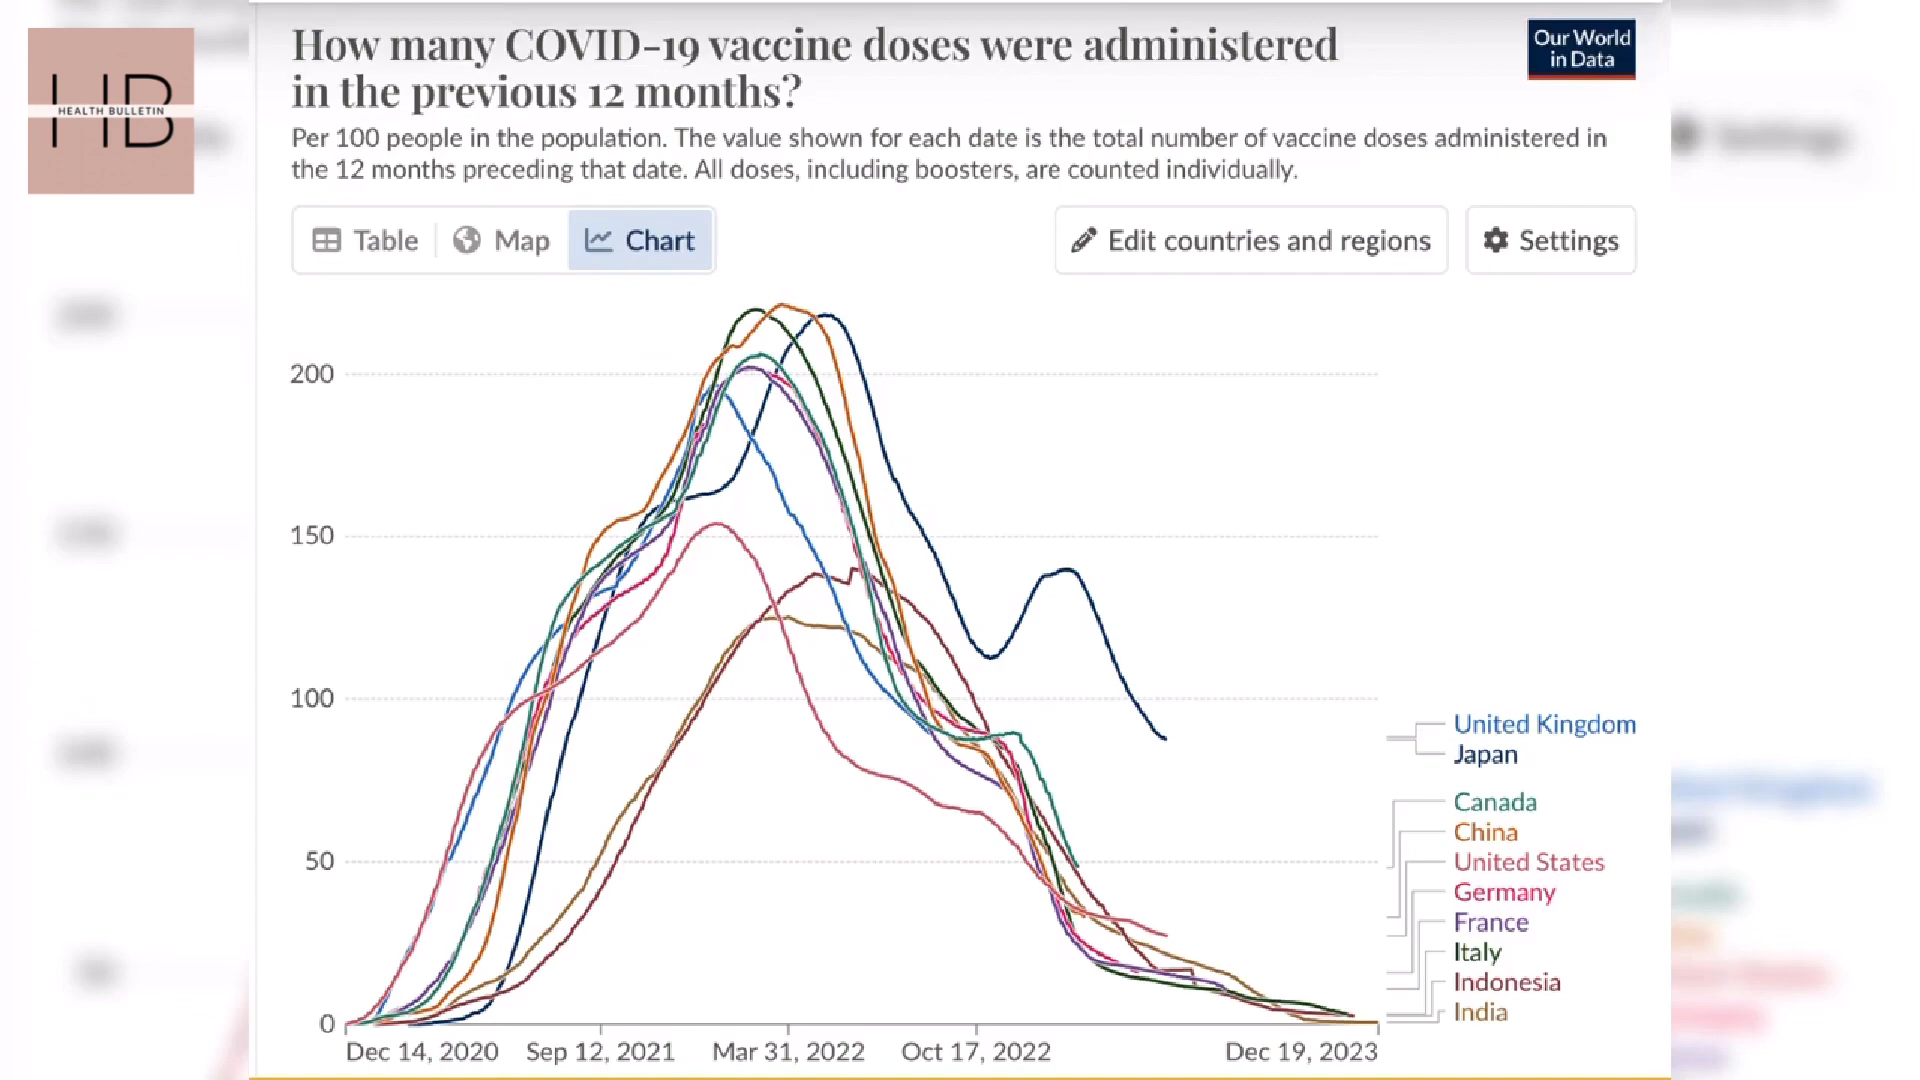 HB
HEALTH BULLETIN
How many COVID-19 vaccine doses were administered
in the previous 12 months?
Our World
in Data
Per 100 people in the population. The value shown for each date is the total number of vaccine doses administered in
the 12 months preceding that date. All doses, including boosters, are counted individually.
Table Map Chart
Edit countries and regions
Settings
Settings
200
150
100
50
0
Dec 14, 2020 Sep 12, 2021 Mar 31, 2022 Oct 17, 2022 Dec 19, 2023
United Kingdom
Japan
Canada
China
United States
Germany
France
Italy
Indonesia
India